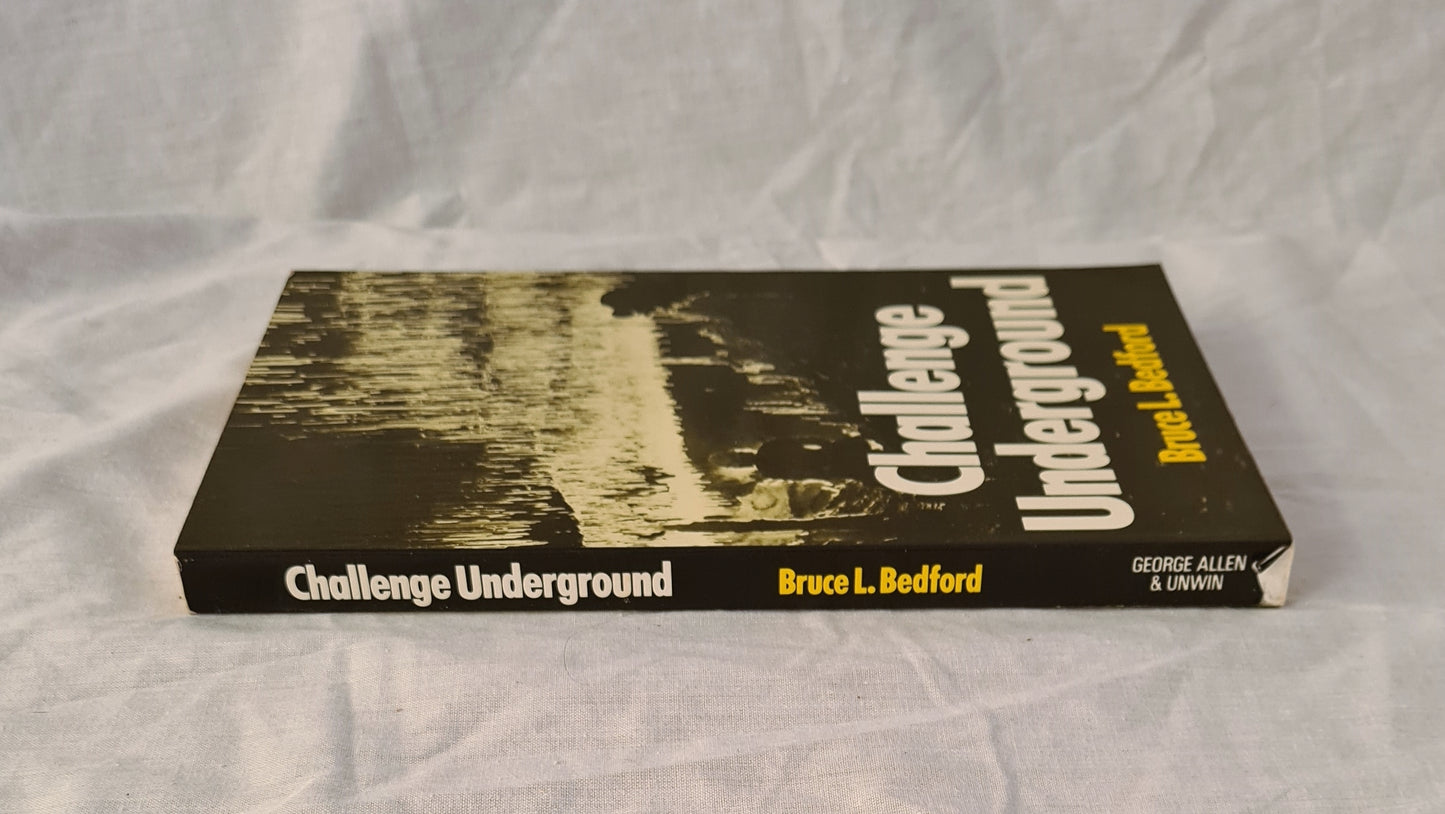 Challenge
Underground
Bruce L. Bedford
Challenge Underground
Bruce L. Bedford
GEORGE ALLEN
& UNWIN